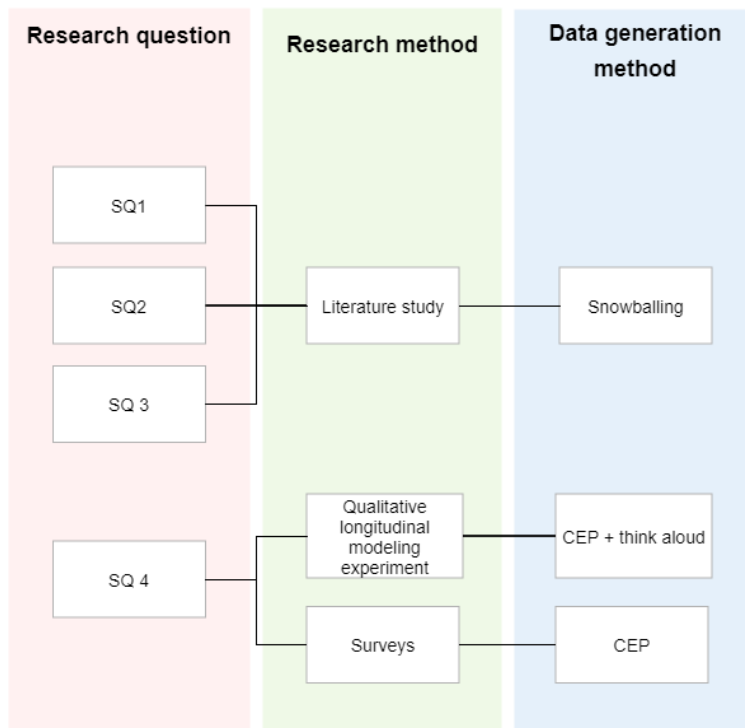 Research question
Research method
Data generation
method
SQ1
SQ2
Literature study
Snowballing
SQ 3
Qualitative
longitudinal
modeling
experiment
CEP + think aloud
SQ 4
Surveys
CEP